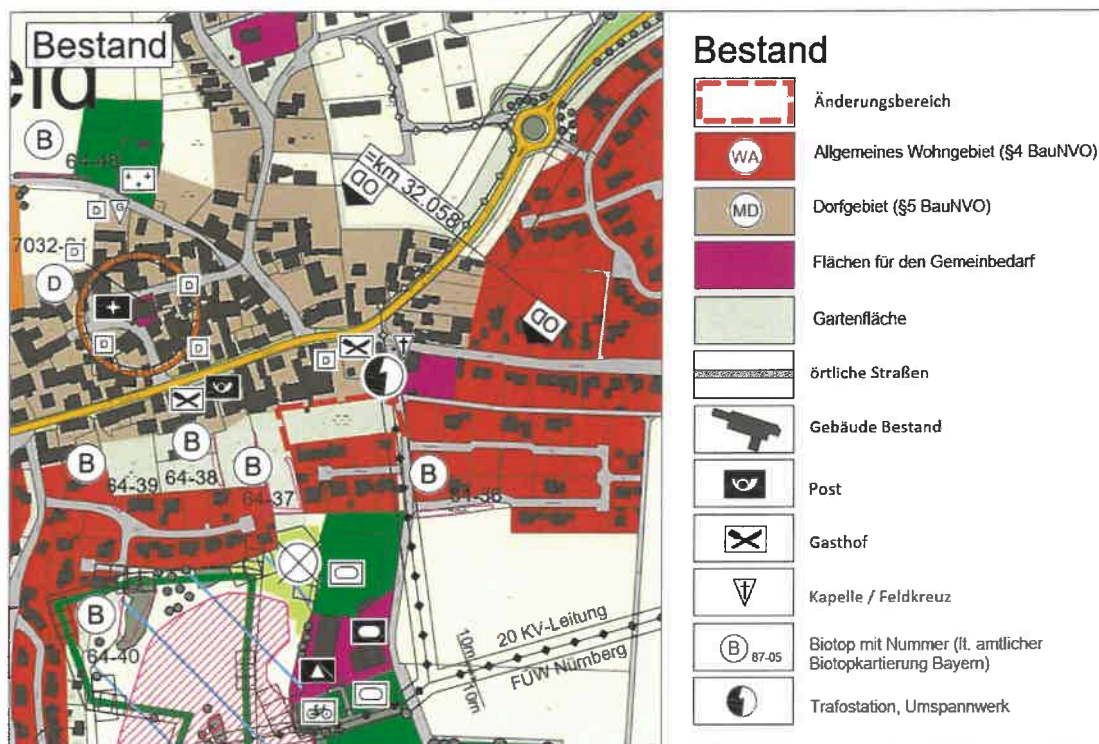 Bestand
eld
B
64-48
D
G
7032-
D
D
D
D
D
=km 32.058
OD
OD
D
B
64-39
B
64-38
B
64-37
B
B
64-40
20 KV-Leitung
FÜW Nürnberg
10m
10m
Bestand
Änderungsbereich
WA
Allgemeines Wohngebiet (§4 BauNVO)
MD
Dorfgebiet (§5 BauNVO)
Flächen für den Gemeinbedarf
Gartenfläche
örtliche Straßen
Gebäude Bestand
Post
Gasthof
Kapelle / Feldkreuz
B 87-05
Biotop mit Nummer (lt. amtlicher
Biotopkartierung Bayern)
Trafostation, Umspannwerk